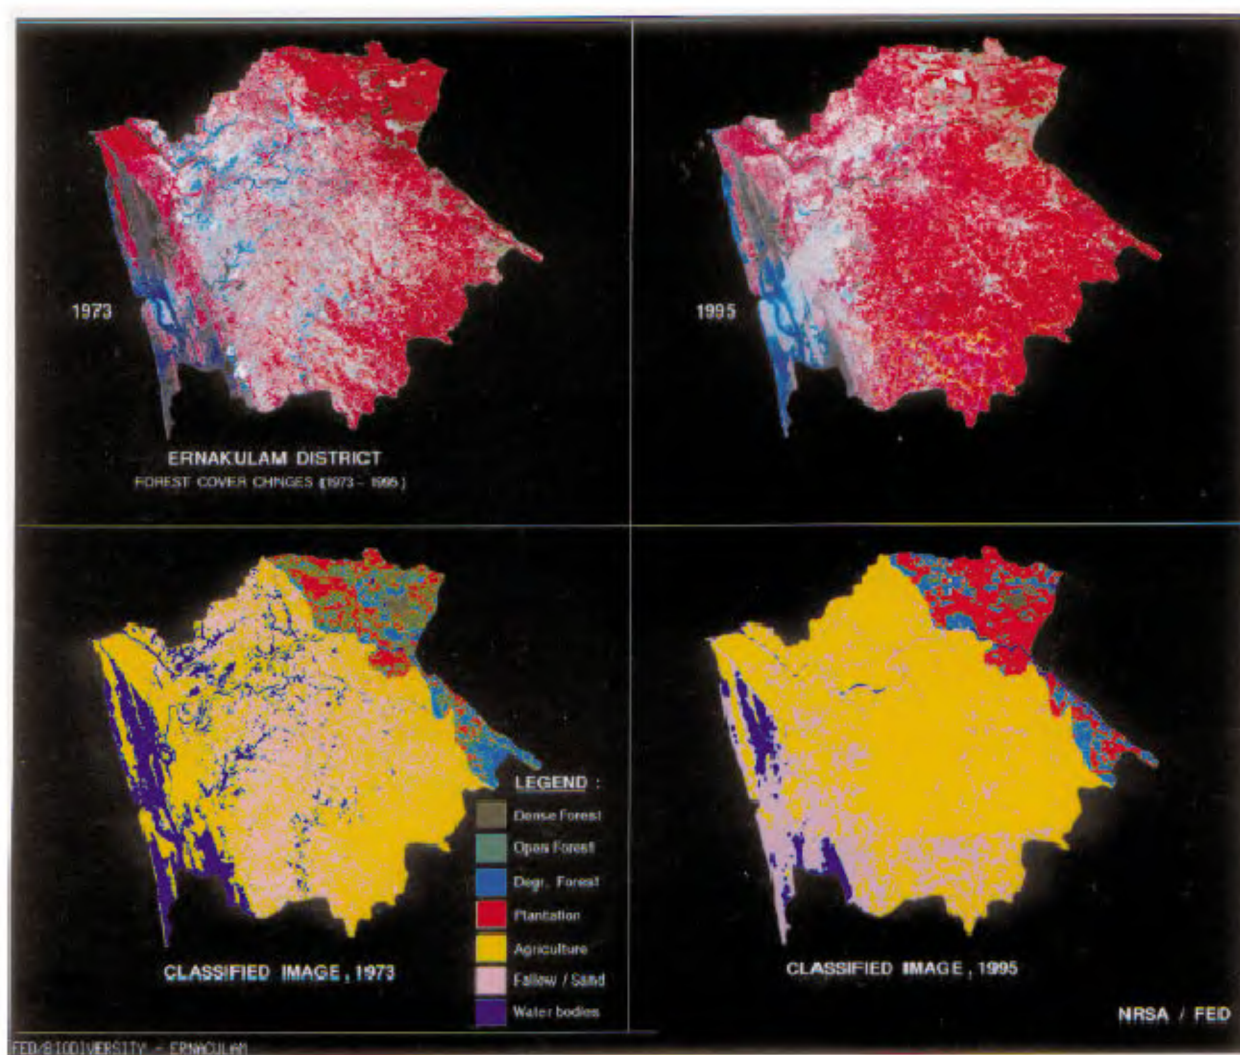 1973
1995
ERNAKULAM DISTRICT
FOREST COVER CHNGES (1973 - 1995)
LEGEND :
Dense Forest
Open Forest
Degr. Forest
Plantation
Agriculture
Fallow / Sand
Water bodies
CLASSIFIED IMAGE , 1973
CLASSIFIED IMAGE , 1995
NRSA / FED
FED/BIODIVERSITY - ERNACULAM